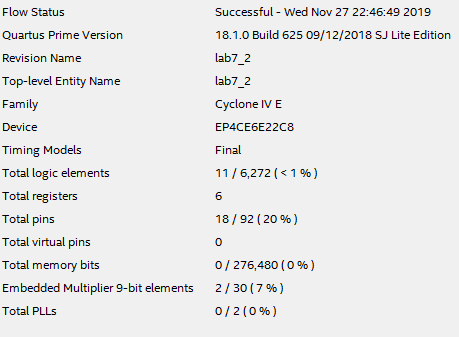 Flow Status Successful - Wed Nov 27 22:46:49 2019
Quartus Prime Version 18.1.0 Build 625 09/12/2018 SJ Lite Edition
Revision Name lab7_2
Top-level Entity Name lab7_2
Family Cyclone IV E
Device EP4CE6E22C8
Timing Models Final
Total logic elements 11 / 6,272 ( < 1 % )
Total registers 6
Total pins 18 / 92 ( 20 % )
Total virtual pins 0
Total memory bits 0 / 276,480 ( 0 % )
Embedded Multiplier 9-bit elements 2 / 30 ( 7 % )
Total PLLs 0 / 2 ( 0 % )